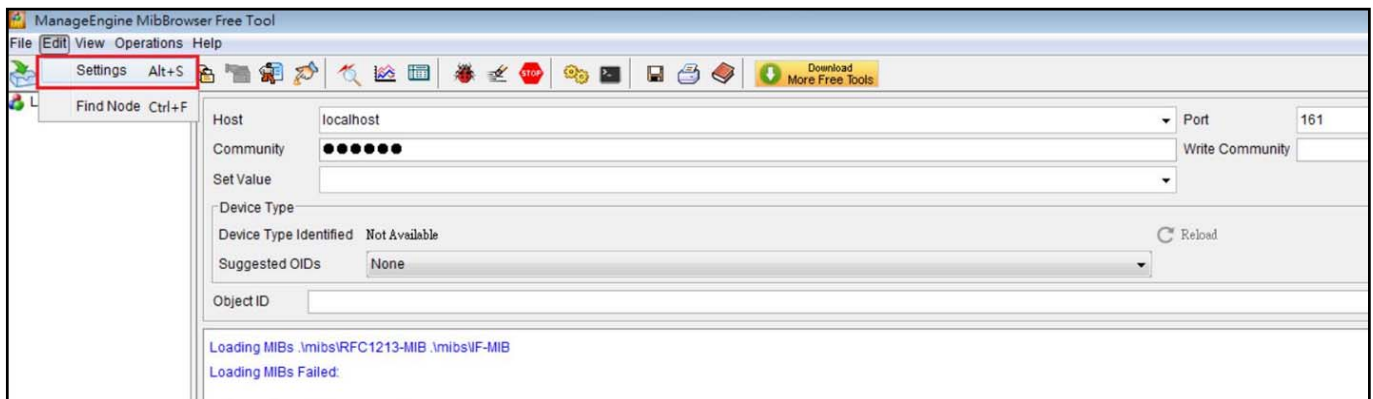 ManageEngine MibBrowser Free Tool
File Edit View Operations Help
Settings Alt+S
STOP
Download
More Free Tools
L
Find Node Ctrl+F
Host localhost Port 161
Community ●●●●●● Write Community
Set Value
Device Type
Device Type Identified Not Available Reload
Suggested OIDs None
Object ID
Loading MIBs .\mibs\RFC1213-MIB .\mibs\IF-MIB
Loading MIBs Failed: